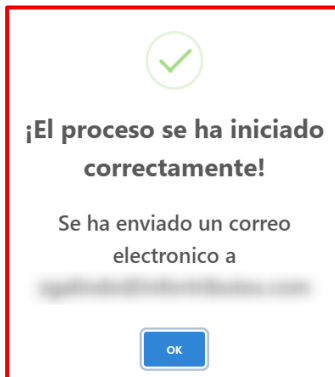 ¡El proceso se ha iniciado
correctamente!
Se ha enviado un correo
electronico a
OK